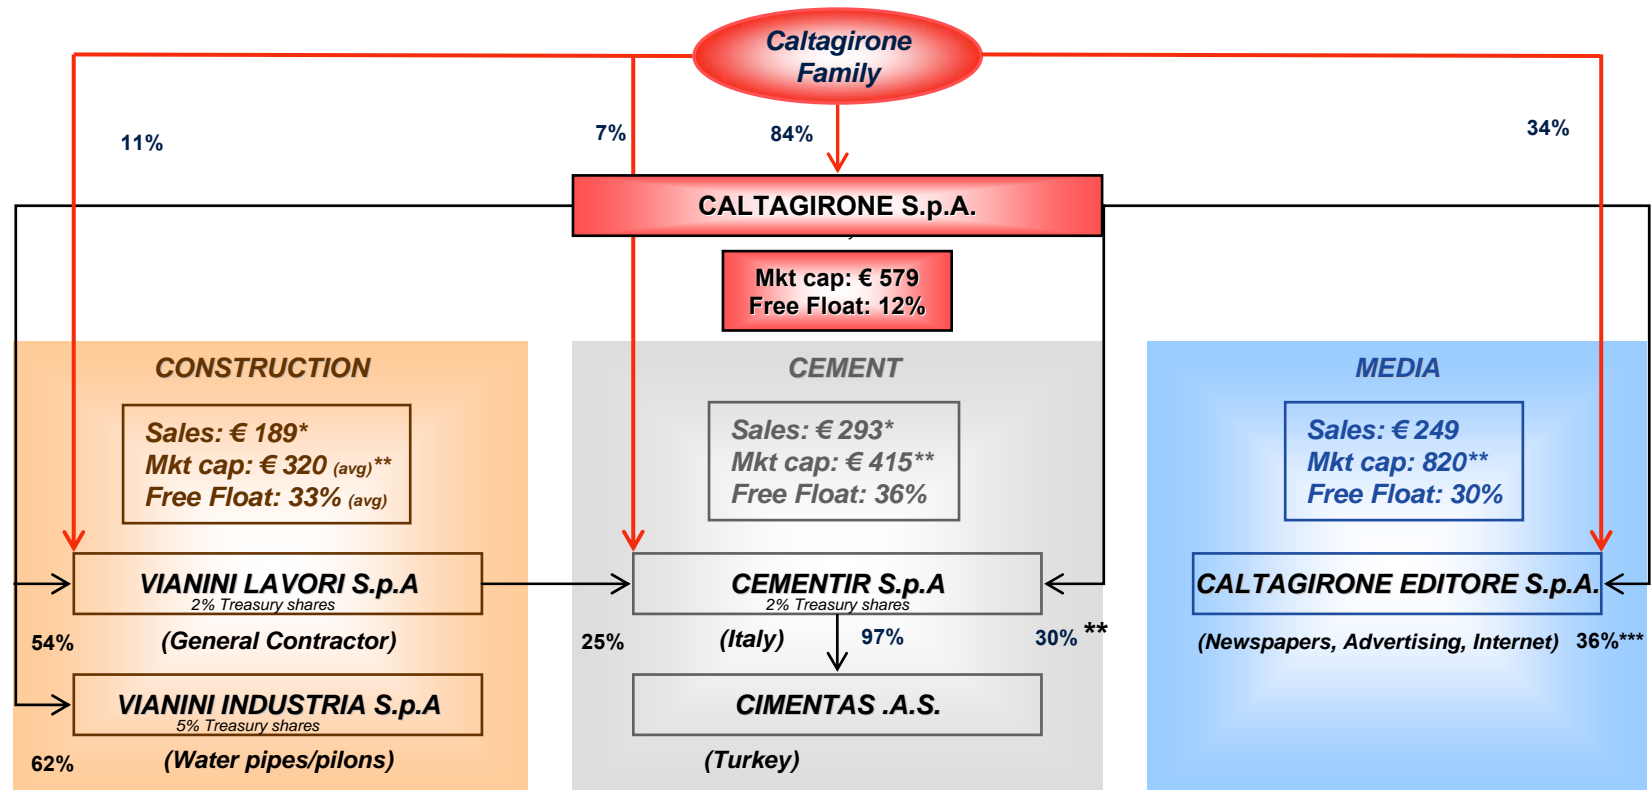 Caltagirone
Family
11%
7%
84%
34%
CALTAGIRONE S.p.A.
Mkt cap: € 579
Free Float: 12%
CONSTRUCTION
Sales: € 189*
Mkt cap: € 320 (avg)**
Free Float: 33% (avg)
VIANINI LAVORI S.p.A
2% Treasury shares
54%
(General Contractor)
VIANINI INDUSTRIA S.p.A
5% Treasury shares
62%
(Water pipes/pilons)
CEMENT
Sales: € 293*
Mkt cap: € 415**
Free Float: 36%
CEMENTIR S.p.A
2% Treasury shares
25%
(Italy)
97%
30% **
CIMENTAS .A.S.
(Turkey)
MEDIA
Sales: € 249
Mkt cap: 820**
Free Float: 30%
CALTAGIRONE EDITORE S.p.A.
(Newspapers, Advertising, Internet)
36%***